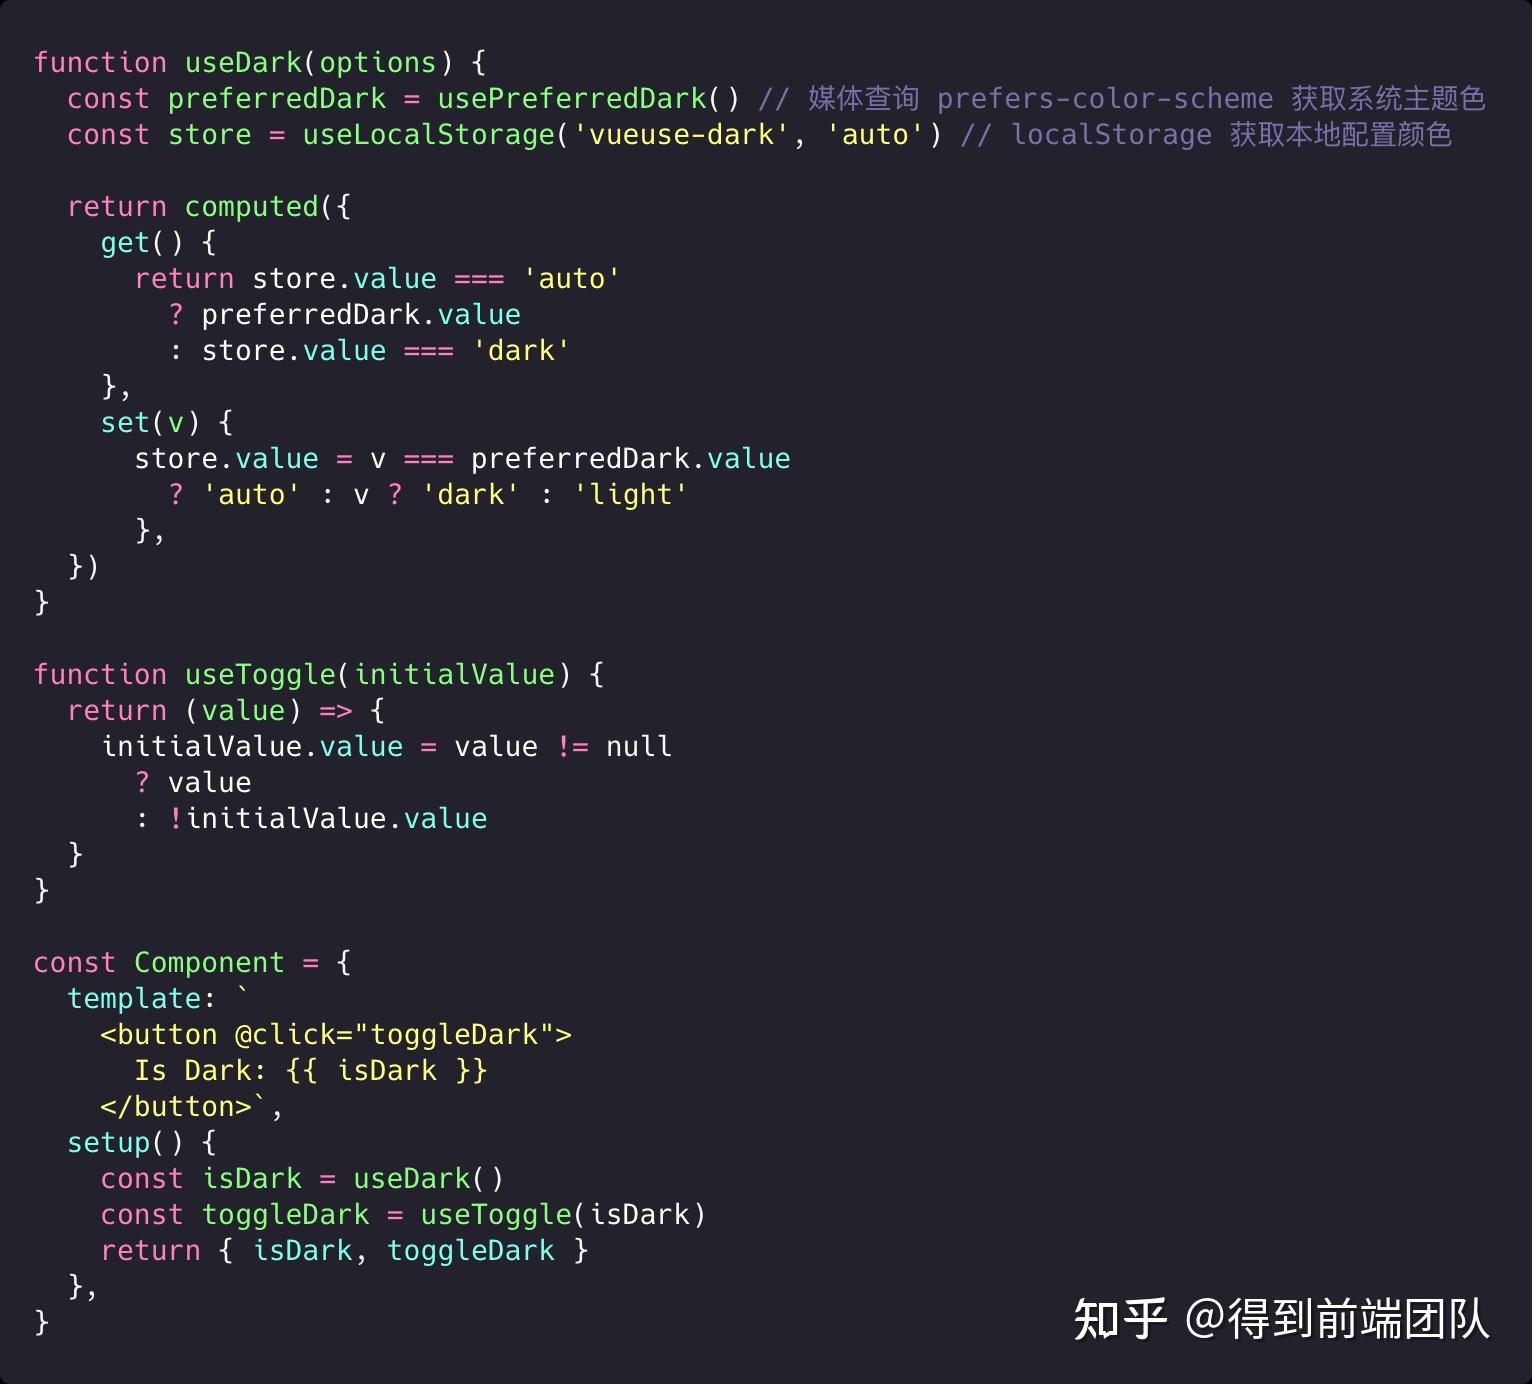 function useDark(options) {
  const preferredDark = usePreferredDark() // 媒体查询 prefers-color-scheme 获取系统主题色
  const store = useLocalStorage('vueuse-dark', 'auto') // localStorage 获取本地配置颜色

  return computed({
    get() {
      return store.value === 'auto'
        ? preferredDark.value
        : store.value === 'dark'
    },
    set(v) {
      store.value = v === preferredDark.value
        ? 'auto' : v ? 'dark' : 'light'
      },
  })
}

function useToggle(initialValue) {
  return (value) => {
    initialValue.value = value != null
      ? value
      : !initialValue.value
  }
}

const Component = {
  template: `
    <button @click="toggleDark">
      Is Dark: {{ isDark }}
    </button>`,
  setup() {
    const isDark = useDark()
    const toggleDark = useToggle(isDark)
    return { isDark, toggleDark }
  },
}
知乎 @得到前端团队